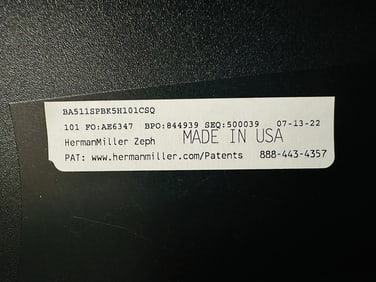 BA511SPBK5H101CSQ
101 FO:AE6347 BPO:844939 SEQ:500039 07-13-22
HermanMiller Zeph MADE IN USA
PAT: www.hermanmiller.com/Patents 888-443-4357